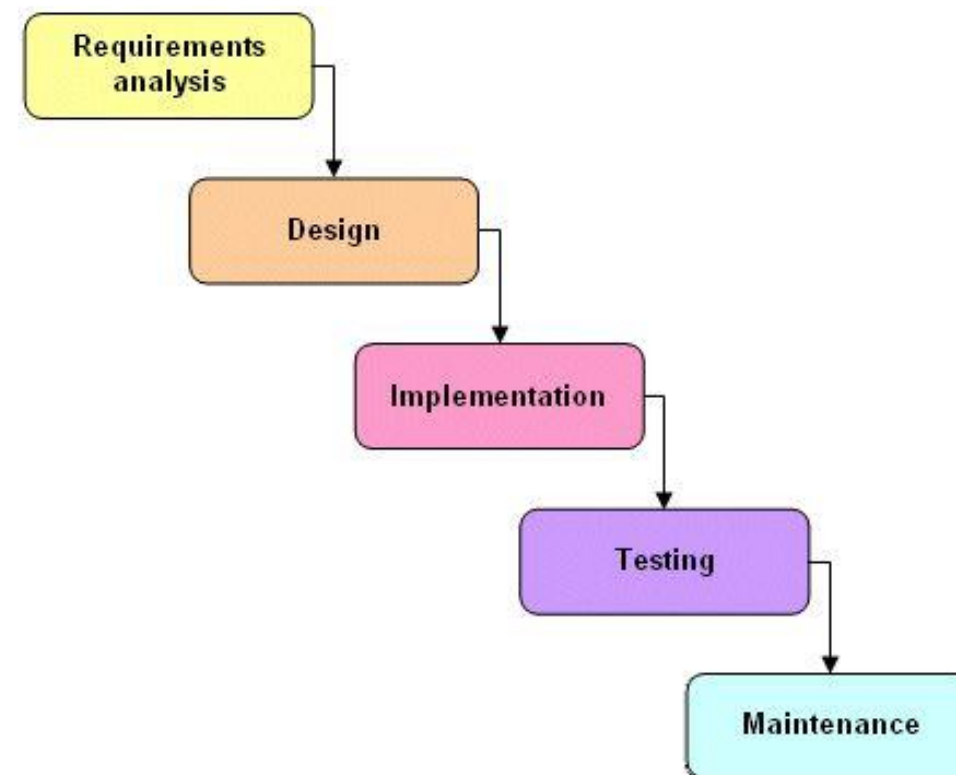 Requirements
analysis
Design
Implementation
Testing
Maintenance